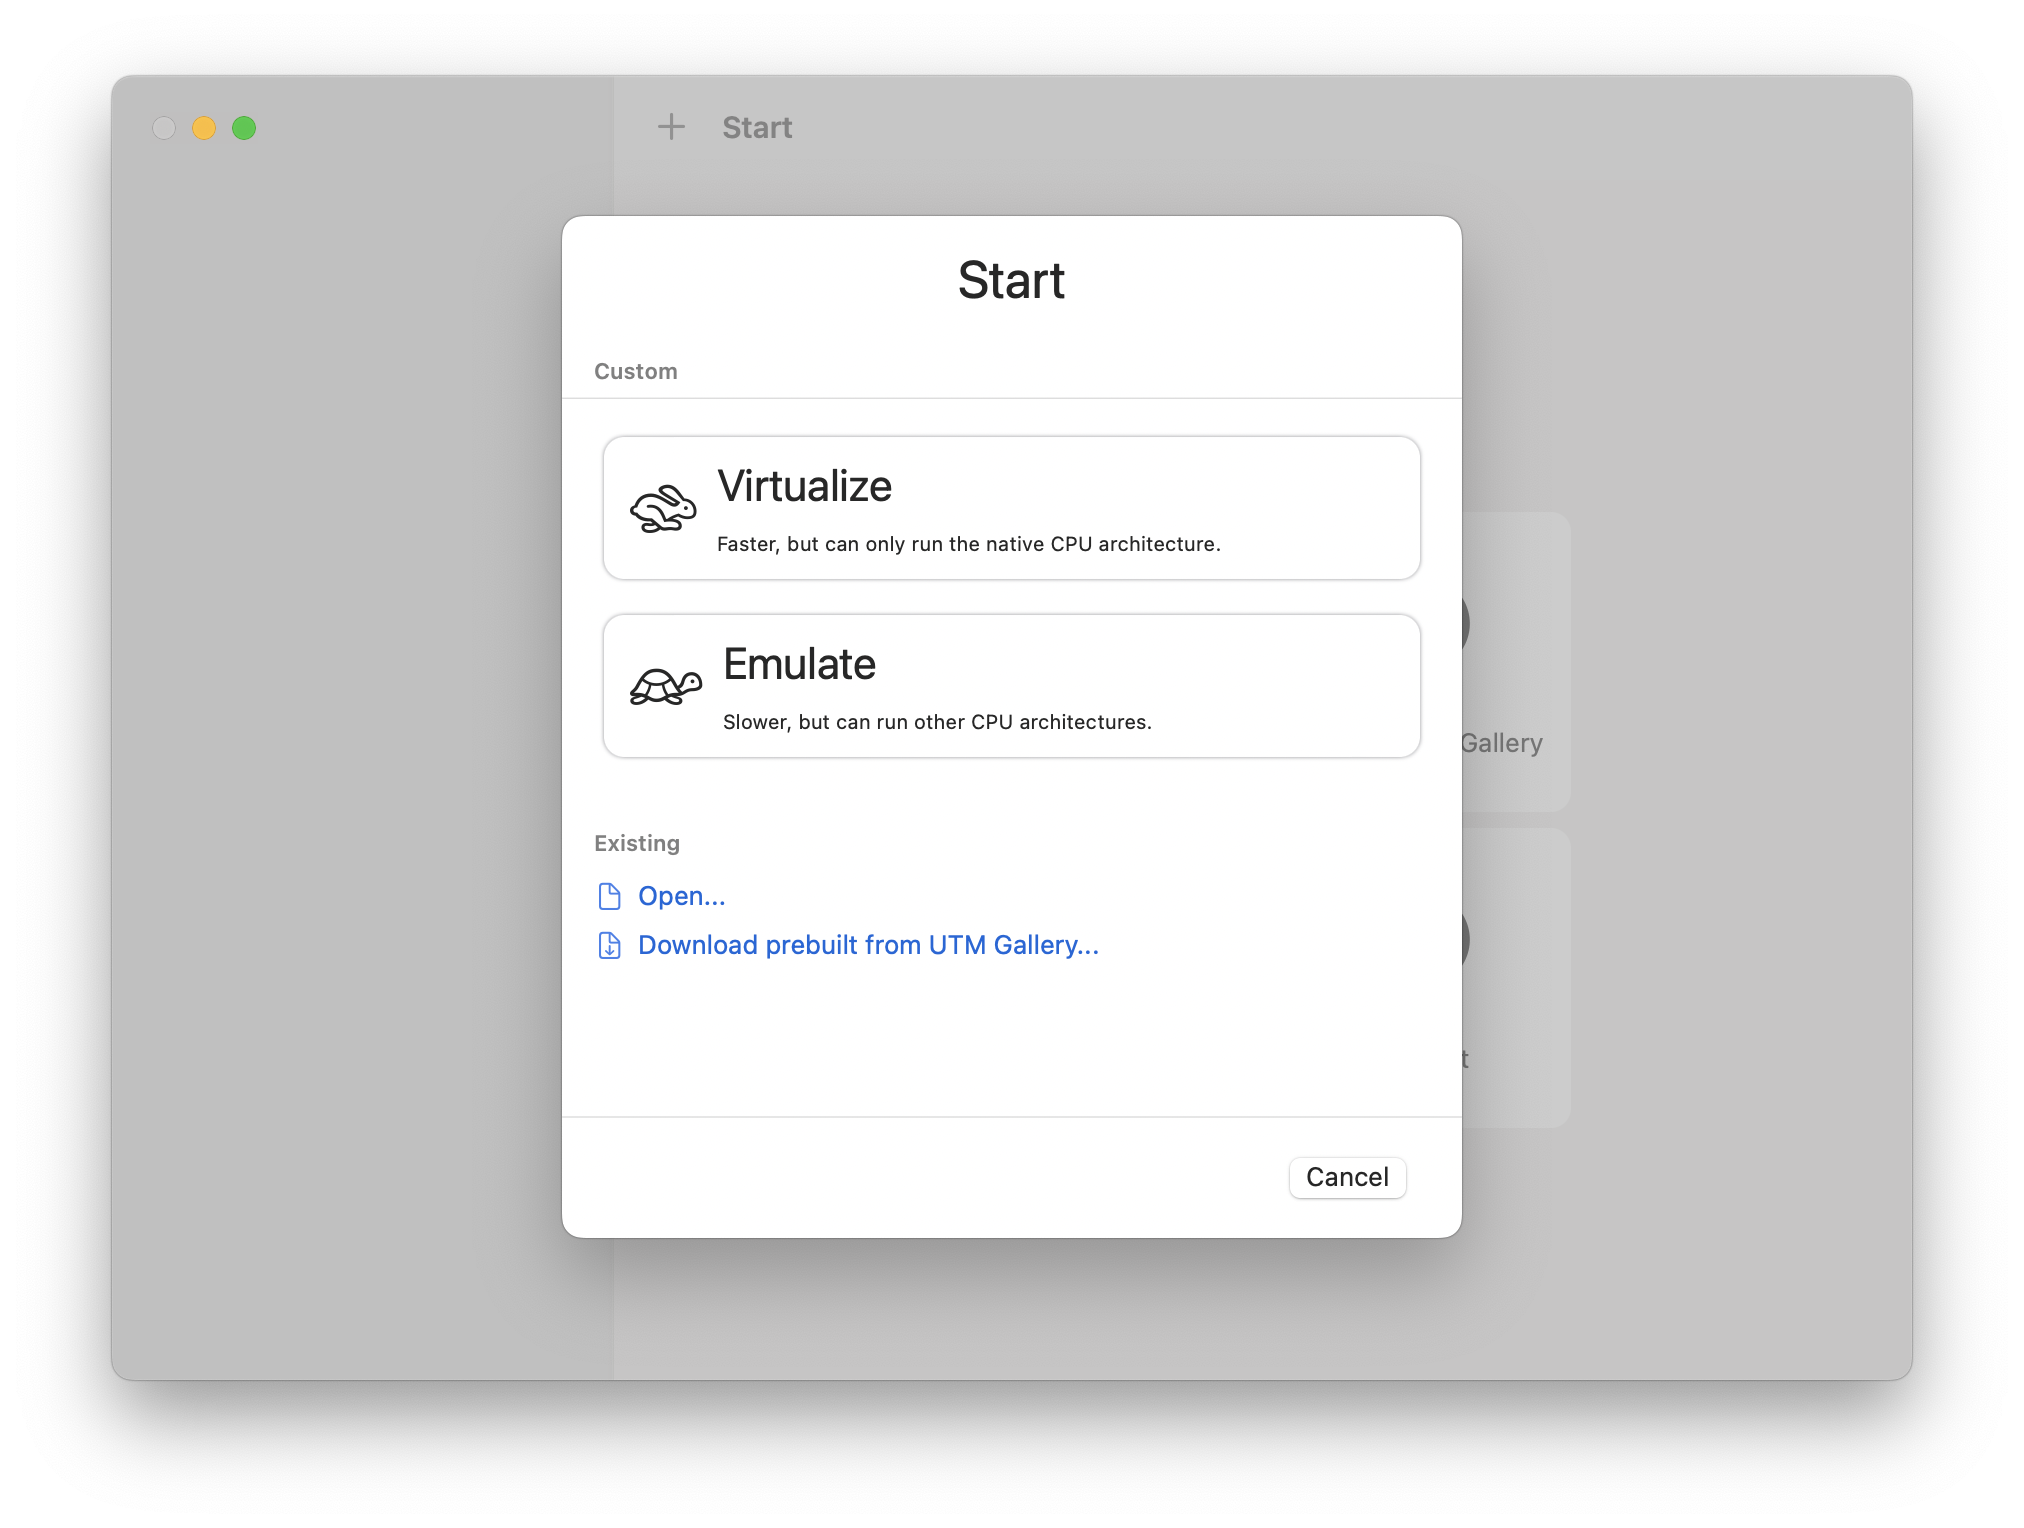 Start
Start
Custom
Virtualize
Faster, but can only run the native CPU architecture.
Emulate
Slower, but can run other CPU architectures.
Gallery
Existing
Open...
Download prebuilt from UTM Gallery...
Cancel